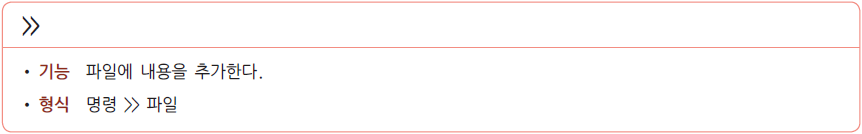 >>
• 기능 파일에 내용을 추가한다.
• 형식 명령 >> 파일